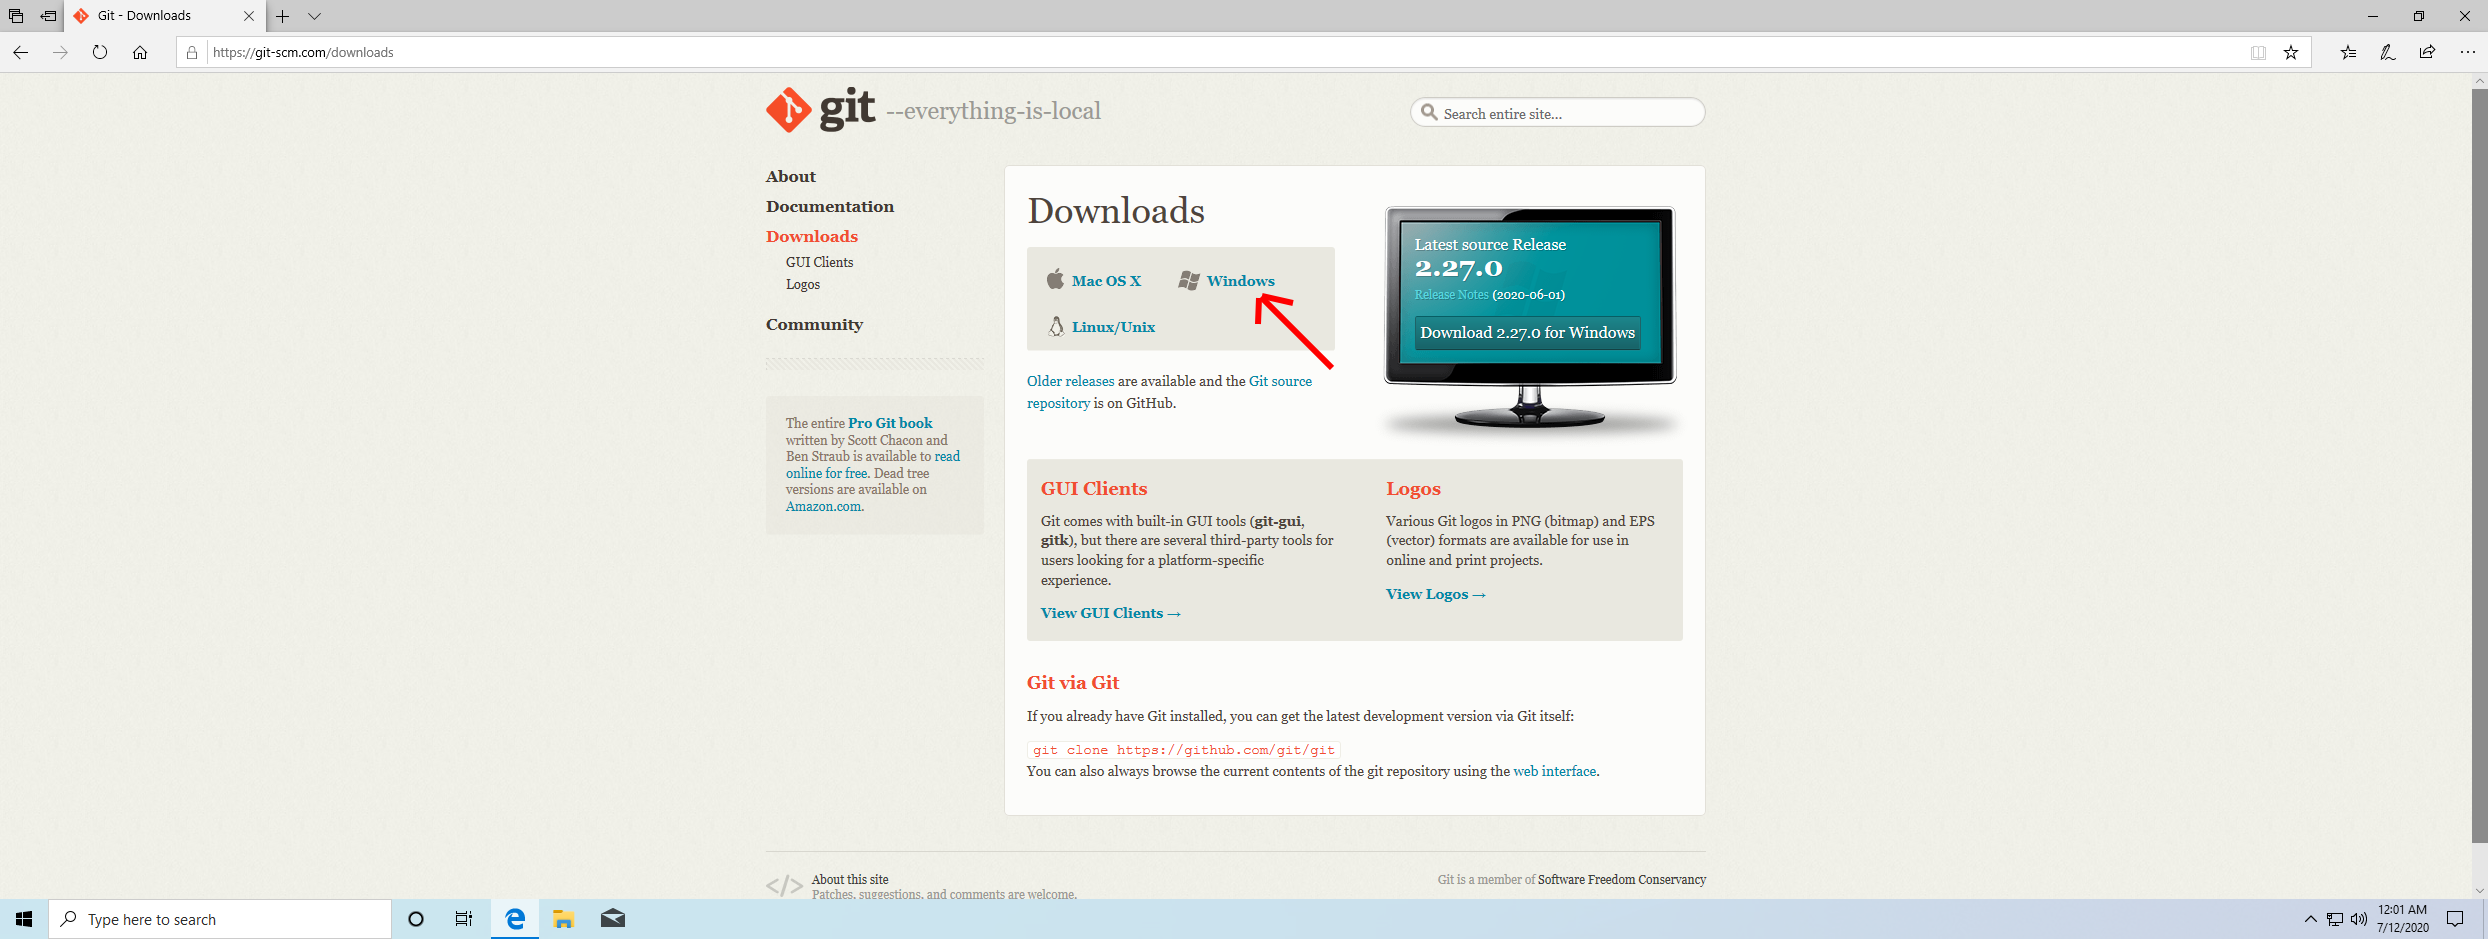 Git - Downloads
https://git-scm.com/downloads
git --everything-is-local
Search entire site...
About
Documentation
Downloads
GUI Clients
Logos
Community
The entire Pro Git book
written by Scott Chacon and
Ben Straub is available to read
online for free. Dead tree
versions are available on
Amazon.com.
Downloads
Mac OS X
Windows
Linux/Unix
Older releases are available and the Git source
repository is on GitHub.
Latest source Release
2.27.0
Release Notes (2020-06-01)
Download 2.27.0 for Windows
GUI Clients
Git comes with built-in GUI tools (git-gui,
gitk), but there are several third-party tools for
users looking for a platform-specific
experience.
View GUI Clients →
Logos
Various Git logos in PNG (bitmap) and EPS
(vector) formats are available for use in
online and print projects.
View Logos →
Git via Git
If you already have Git installed, you can get the latest development version via Git itself:
git clone https://github.com/git/git
You can also always browse the current contents of the git repository using the web interface.
</> About this site
Patches, suggestions, and comments are welcome.
Git is a member of Software Freedom Conservancy
Type here to search
12:01 AM
7/12/2020